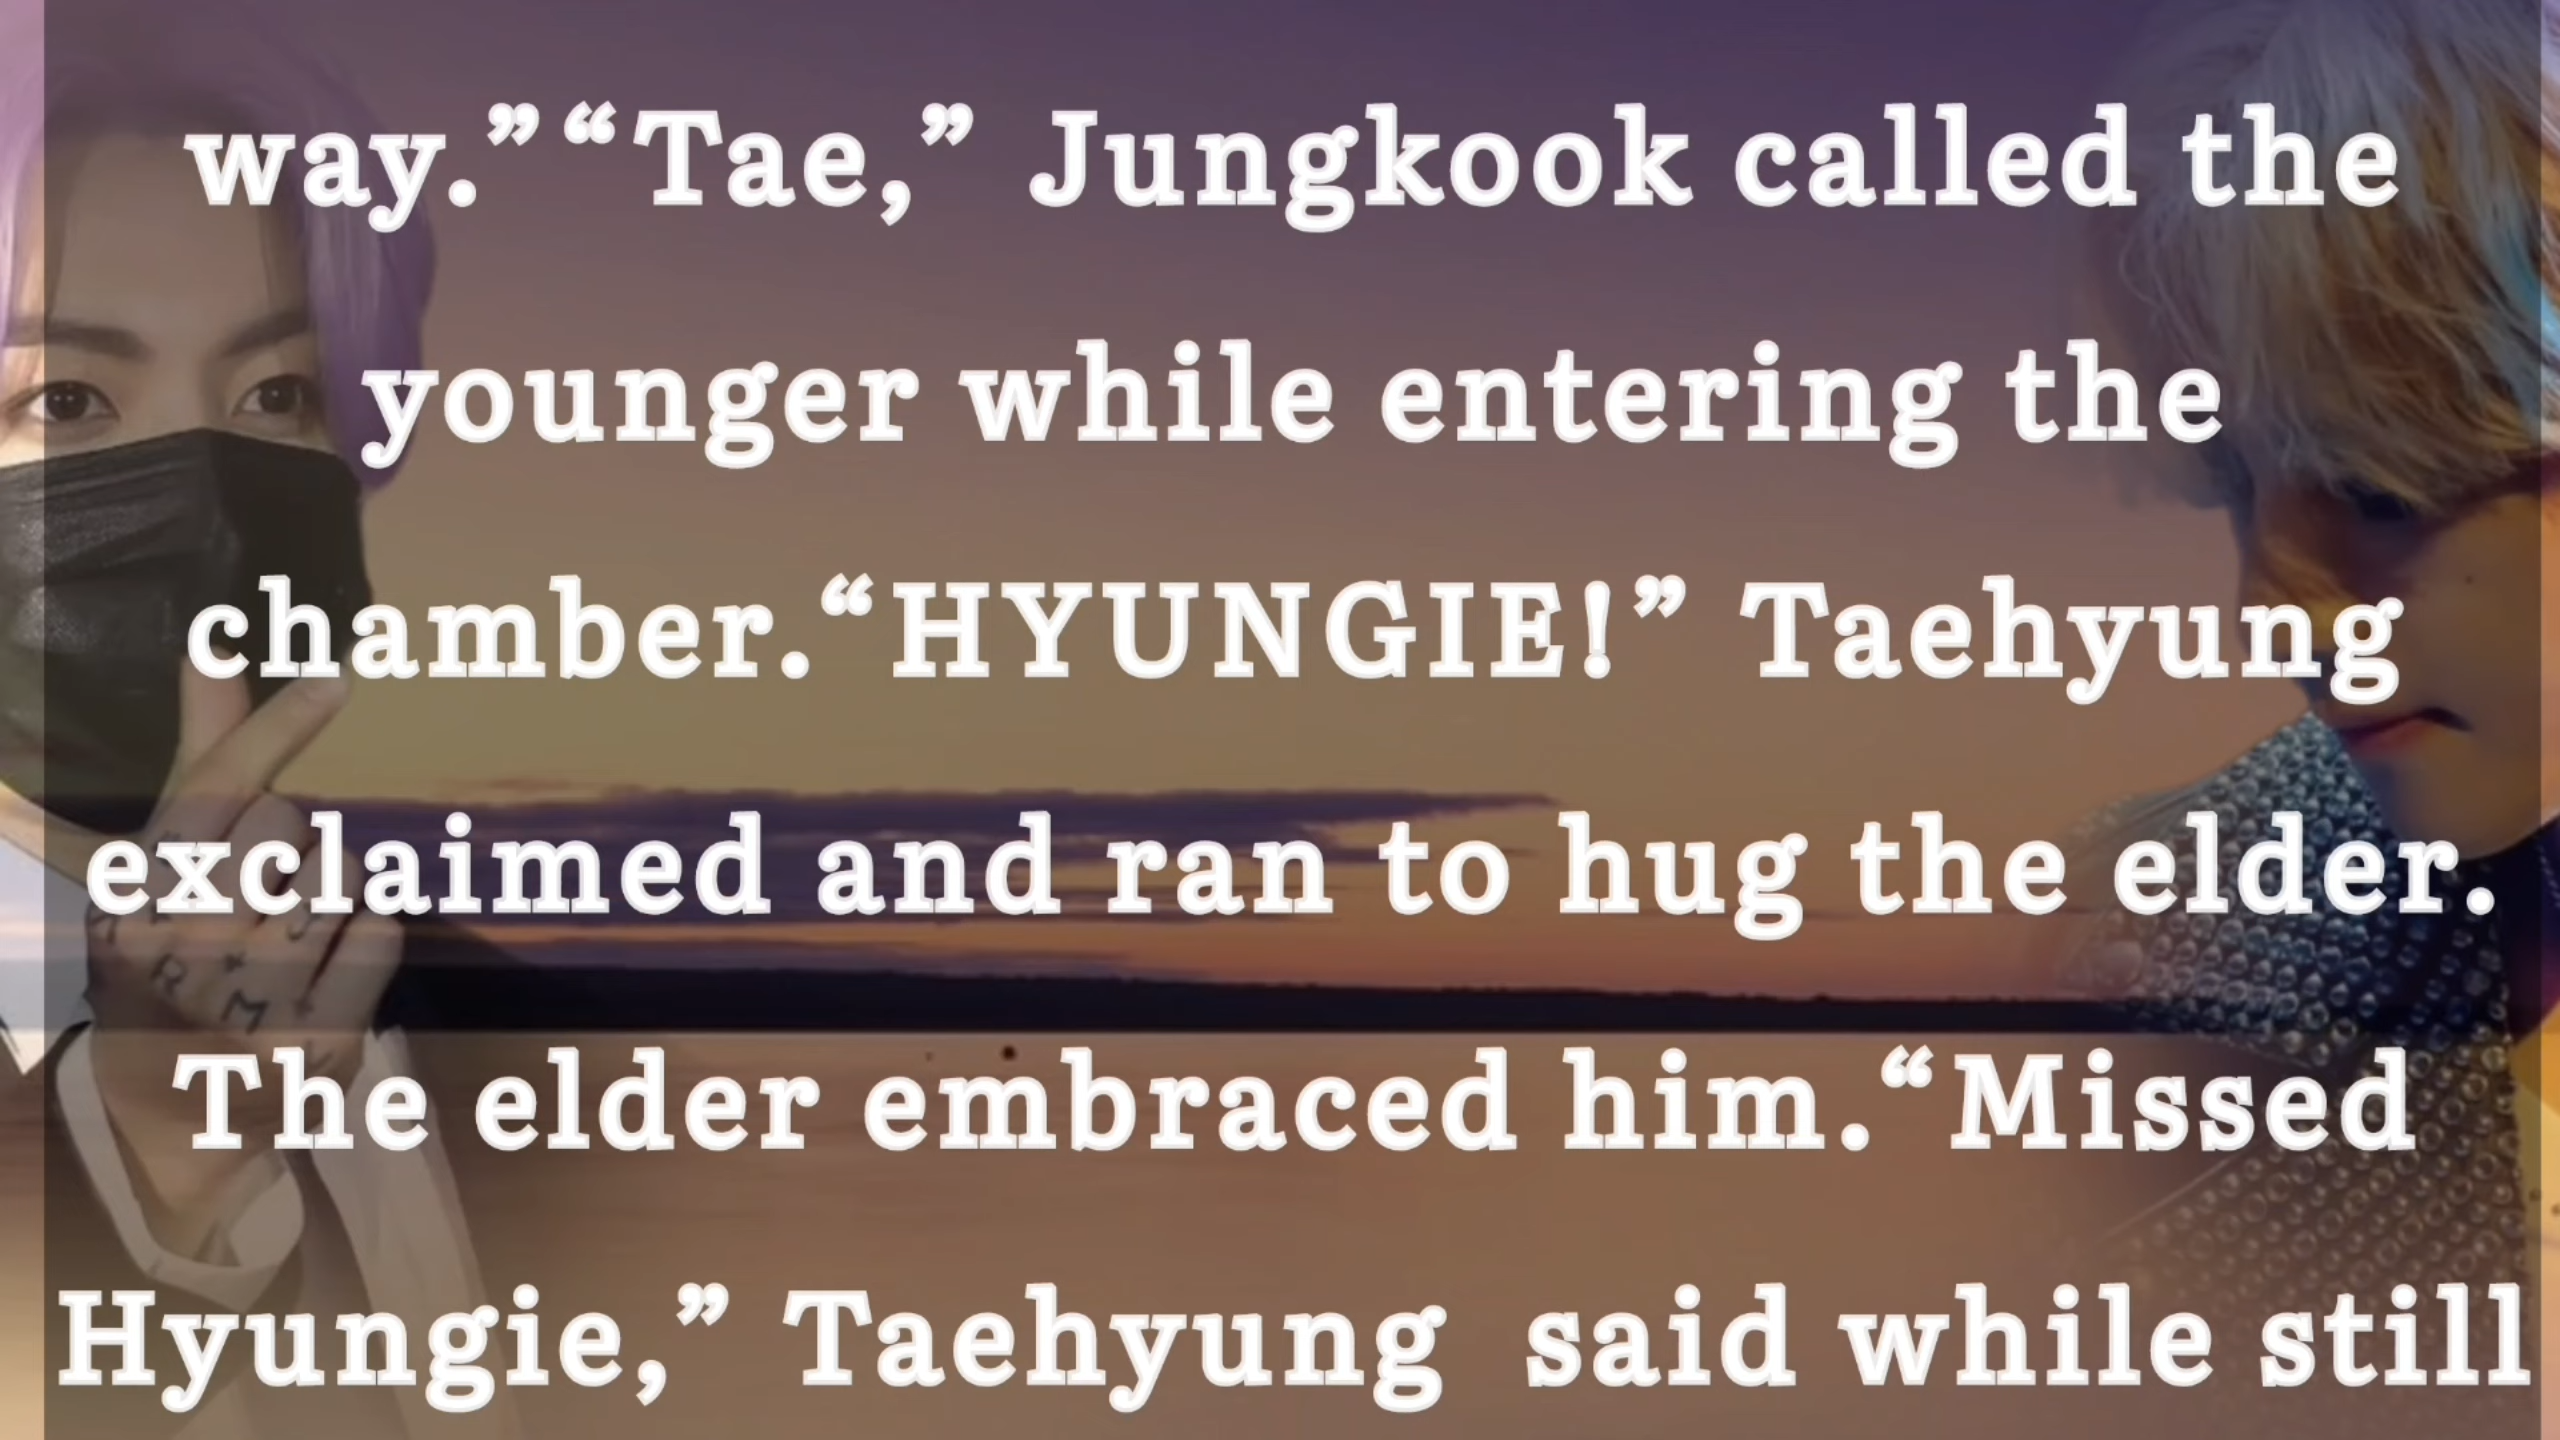 way.”“Tae,” Jungkook called the
younger while entering the
chamber.“HYUNGIE!” Taehyung
exclaimed and ran to hug the elder.
The elder embraced him.“Missed
Hyungie,” Taehyung  said while still